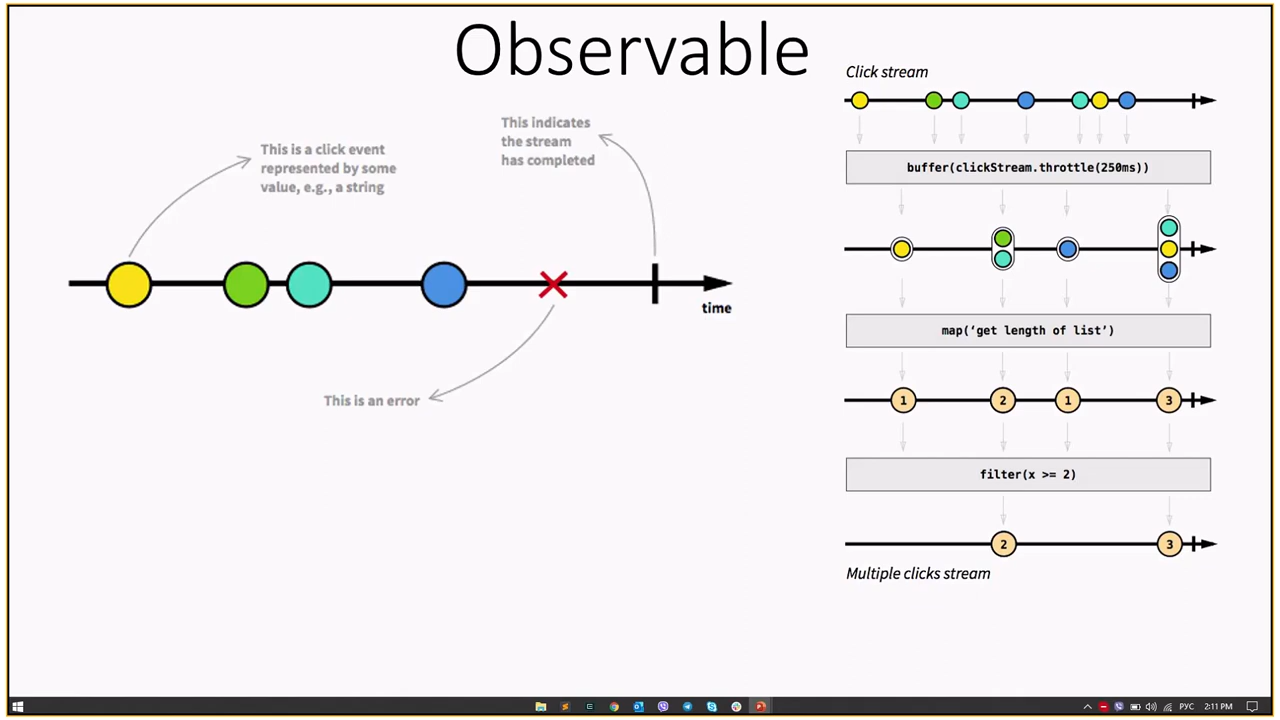 Observable
This is a click event
represented by some
value, e.g., a string
This indicates
the stream
has completed
time
This is an error
Click stream
buffer(clickStream.throttle(250ms))
map(‘get length of list’)
1
2
1
3
filter(x >= 2)
2
3
Multiple clicks stream
РУС
2:11 PM